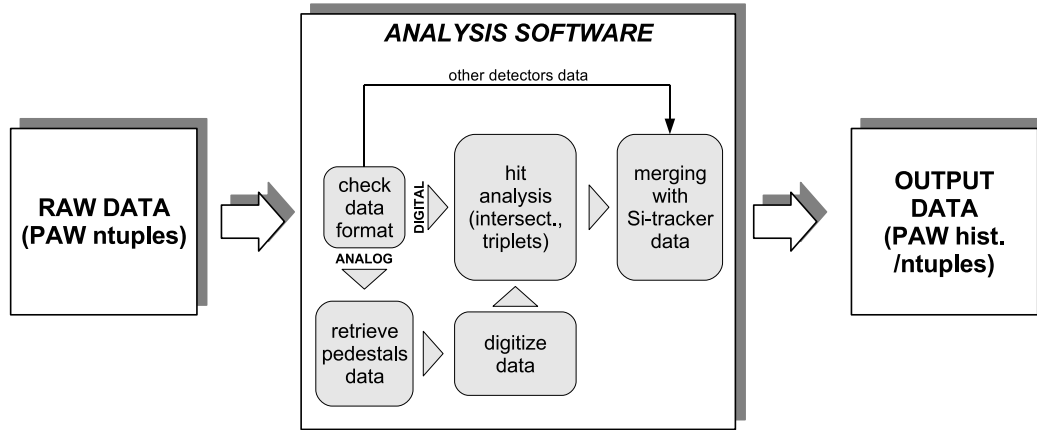 ANALYSIS SOFTWARE
other detectors data
RAW DATA
(PAW ntuples)
check
data
format
DIGITAL
ANALOG
hit
analysis
(intersect.,
triplets)
merging
with
Si-tracker
data
retrieve
pedestals
data
digitize
data
OUTPUT
DATA
(PAW hist.
/ntuples)